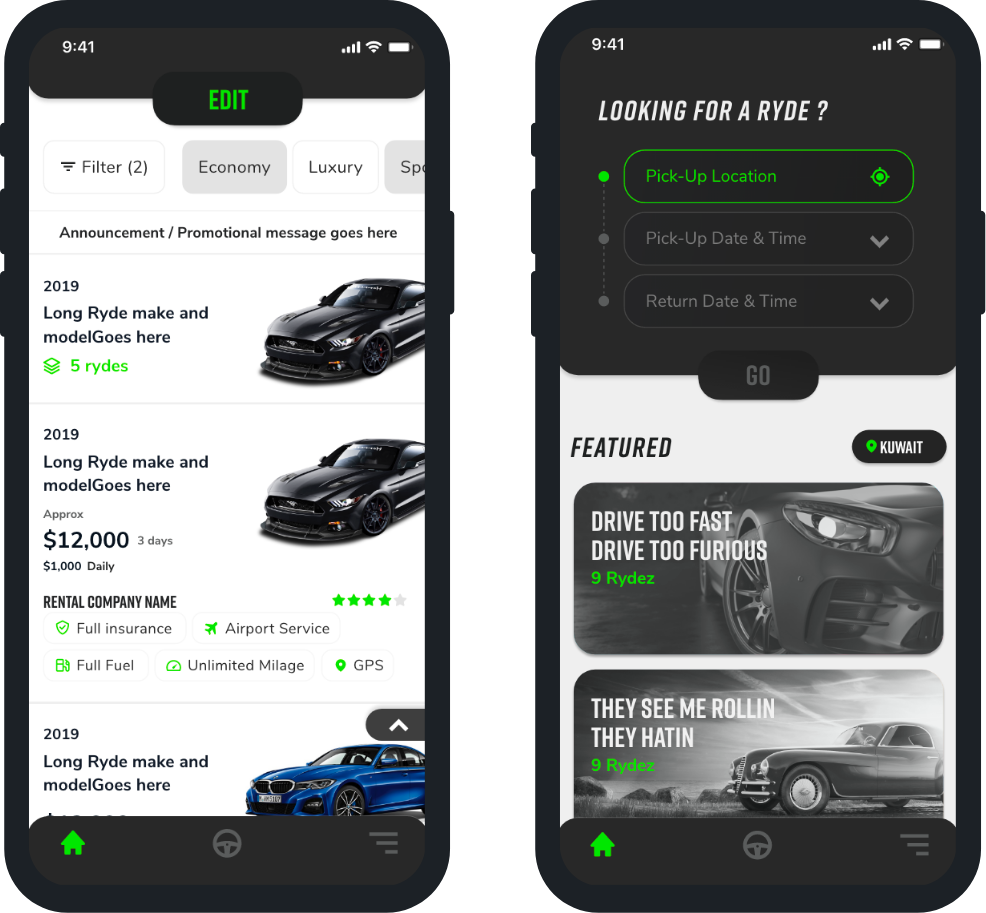 9:41
EDIT
Filter (2)
Economy
Luxury
Spo
Announcement / Promotional message goes here
2019
Long Ryde make and
modelGoes here
5 rydes
2019
Long Ryde make and
modelGoes here
Approx
$12,000 3 days
$1,000 Daily
RENTAL COMPANY NAME
Full insurance
Airport Service
Full Fuel
Unlimited Milage
GPS
2019
Long Ryde make and
modelGoes here
9:41
LOOKING FOR A RYDE ?
Pick-Up Location
Pick-Up Date & Time
Return Date & Time
GO
FEATURED
KUWAIT
DRIVE TOO FAST
DRIVE TOO FURIOUS
9 Rydez
THEY SEE ME ROLLIN
THEY HATIN
9 Rydez